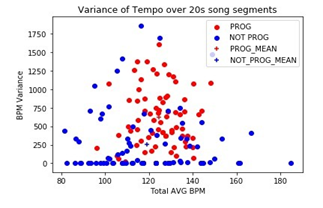 Variance of Tempo over 20s song segments
PROG
NOT PROG
PROG_MEAN
NOT_PROG_MEAN
BPM Variance
1750
1500
1250
1000
750
500
250
0
80
100
120
140
160
180
Total AVG BPM